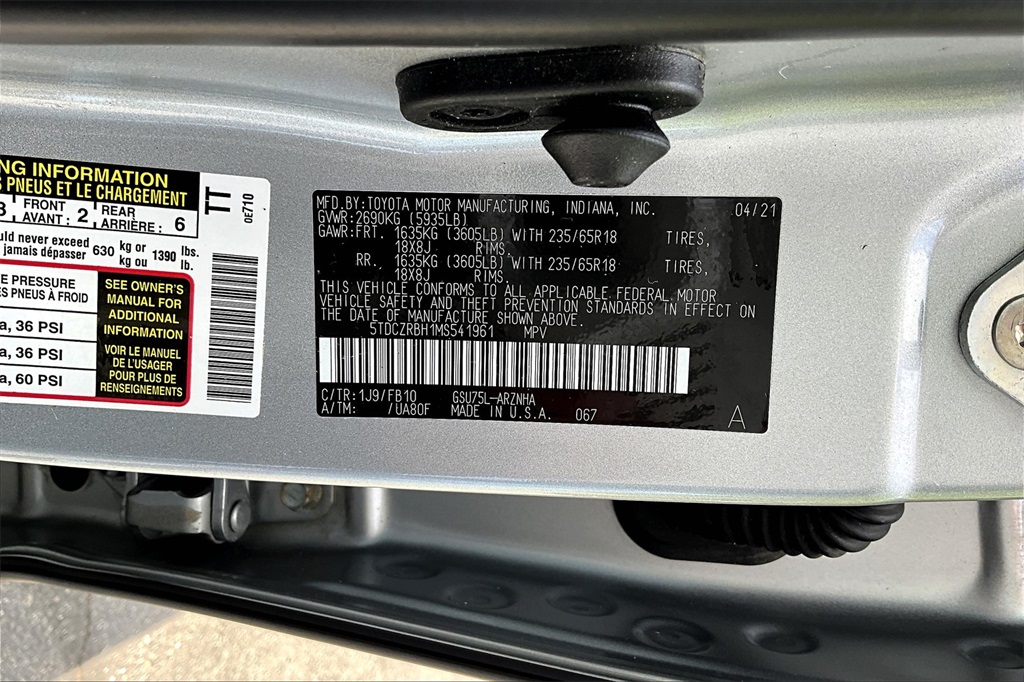 NG INFORMATION
S PNEUS ET LE CHARGEMENT
FRONT
AVANT : 2
REAR
ARRIÈRE : 6
uld never exceed
jamais dépasser 630 kg or
kg ou 1390 lbs.
lb.
E PRESSURE
ES PNEUS À FROID
a, 36 PSI
a, 36 PSI
a, 60 PSI
SEE OWNER'S
MANUAL FOR
ADDITIONAL
INFORMATION
VOIR LE MANUEL
DE L'USAGER
POUR PLUS DE
RENSEIGNEMENTS
TT
0E710
MFD.BY:TOYOTA MOTOR MANUFACTURING, INDIANA, INC. 04/21
GVWR:2690KG (5935LB)
GAWR:FRT. 1635KG (3605LB) WITH 235/65R18 TIRES,
18X8J RIMS,
RR. 1635KG (3605LB) WITH 235/65R18 TIRES,
18X8J RIMS.
THIS VEHICLE CONFORMS TO ALL APPLICABLE FEDERAL MOTOR
VEHICLE SAFETY AND THEFT PREVENTION STANDARDS IN EFFECT ON
THE DATE OF MANUFACTURE SHOWN ABOVE.
5TDCZRBH1MS541961 MPV
C/TR:1J9/FB10 GSU75L-ARZNHA
A/TM: /UA80F MADE IN U.S.A. 067
A